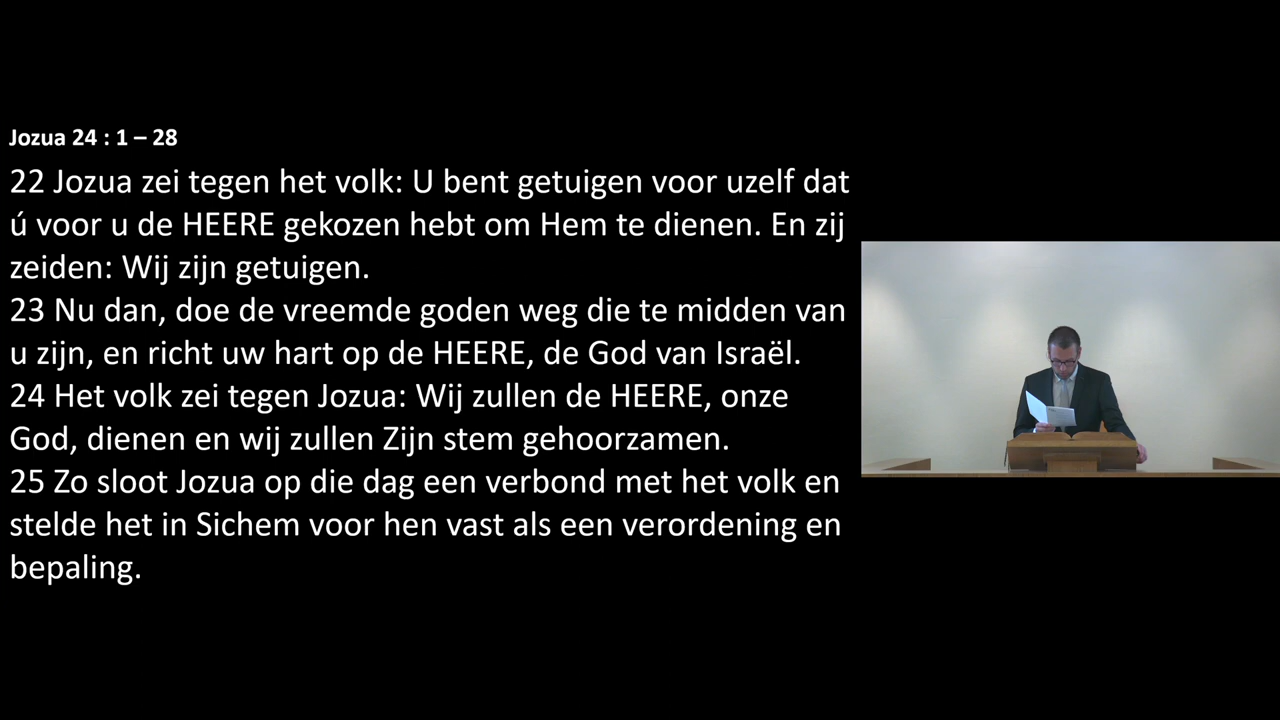 Jozua 24 : 1 – 28
22 Jozua zei tegen het volk: U bent getuigen voor uzelf dat
ú voor u de HEERE gekozen hebt om Hem te dienen. En zij
zeiden: Wij zijn getuigen.
23 Nu dan, doe de vreemde goden weg die te midden van
u zijn, en richt uw hart op de HEERE, de God van Israël.
24 Het volk zei tegen Jozua: Wij zullen de HEERE, onze
God, dienen en wij zullen Zijn stem gehoorzamen.
25 Zo sloot Jozua op die dag een verbond met het volk en
stelde het in Sichem voor hen vast als een verordening en
bepaling.